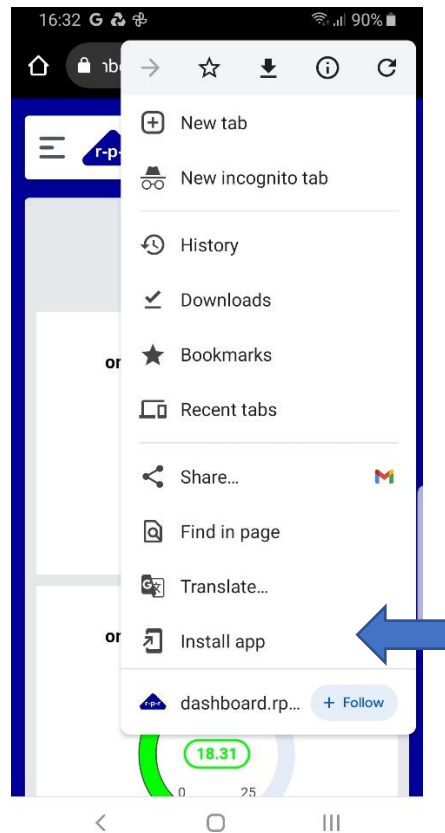 16:32 G 90%
New tab
New incognito tab
History
Downloads
Bookmarks
Recent tabs
Share...
Find in page
Translate...
Install app
r-p-r dashboard.rp... + Follow
18.31
0 25